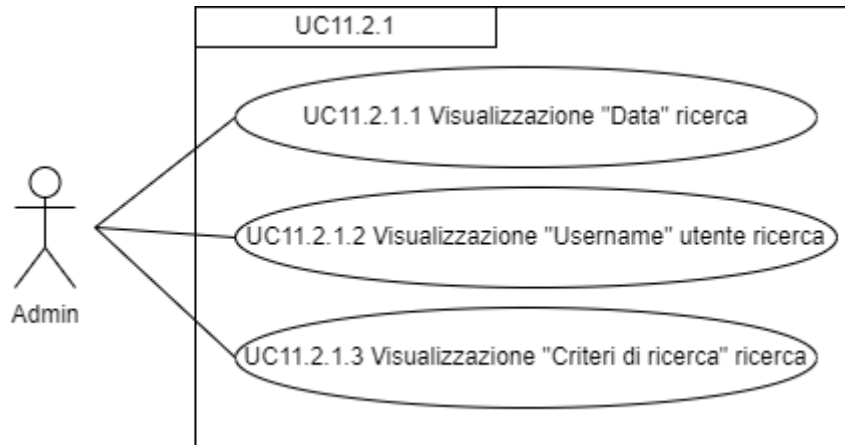 UC11.2.1
UC11.2.1.1 Visualizzazione "Data" ricerca
UC11.2.1.2 Visualizzazione "Username" utente ricerca
Admin
UC11.2.1.3 Visualizzazione "Criteri di ricerca" ricerca